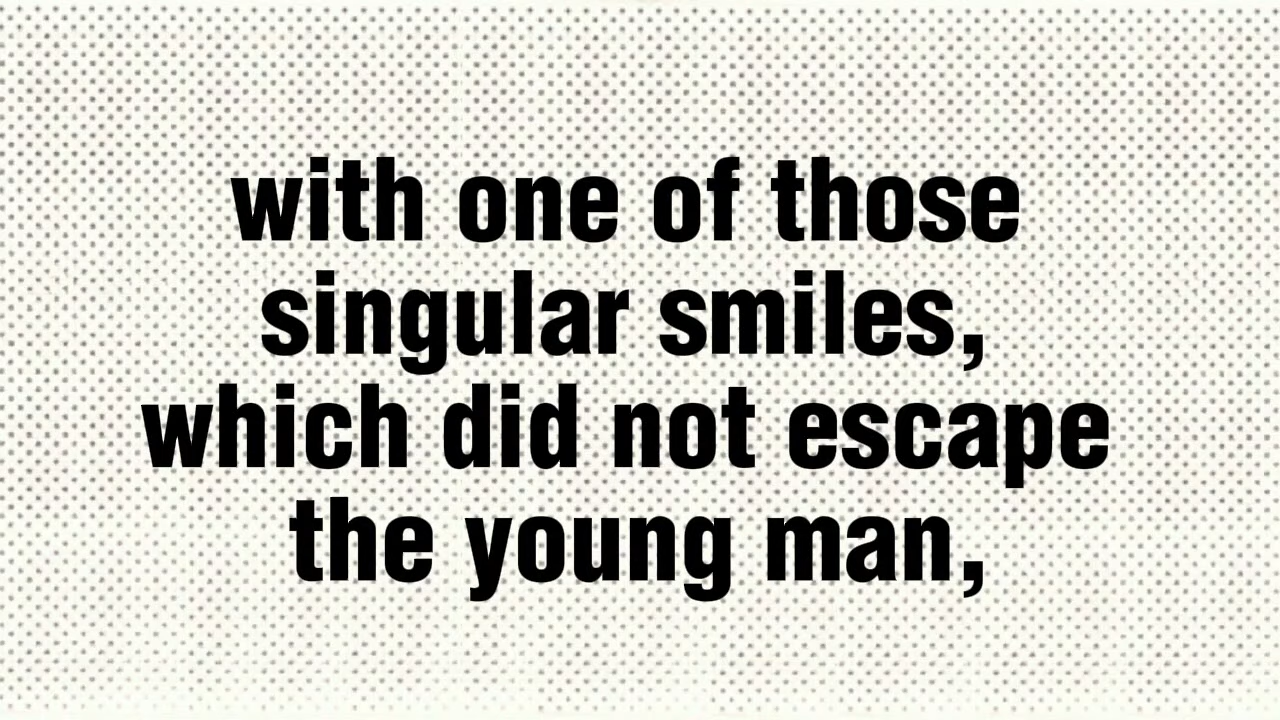 with one of those
singular smiles,
which did not escape
the young man,